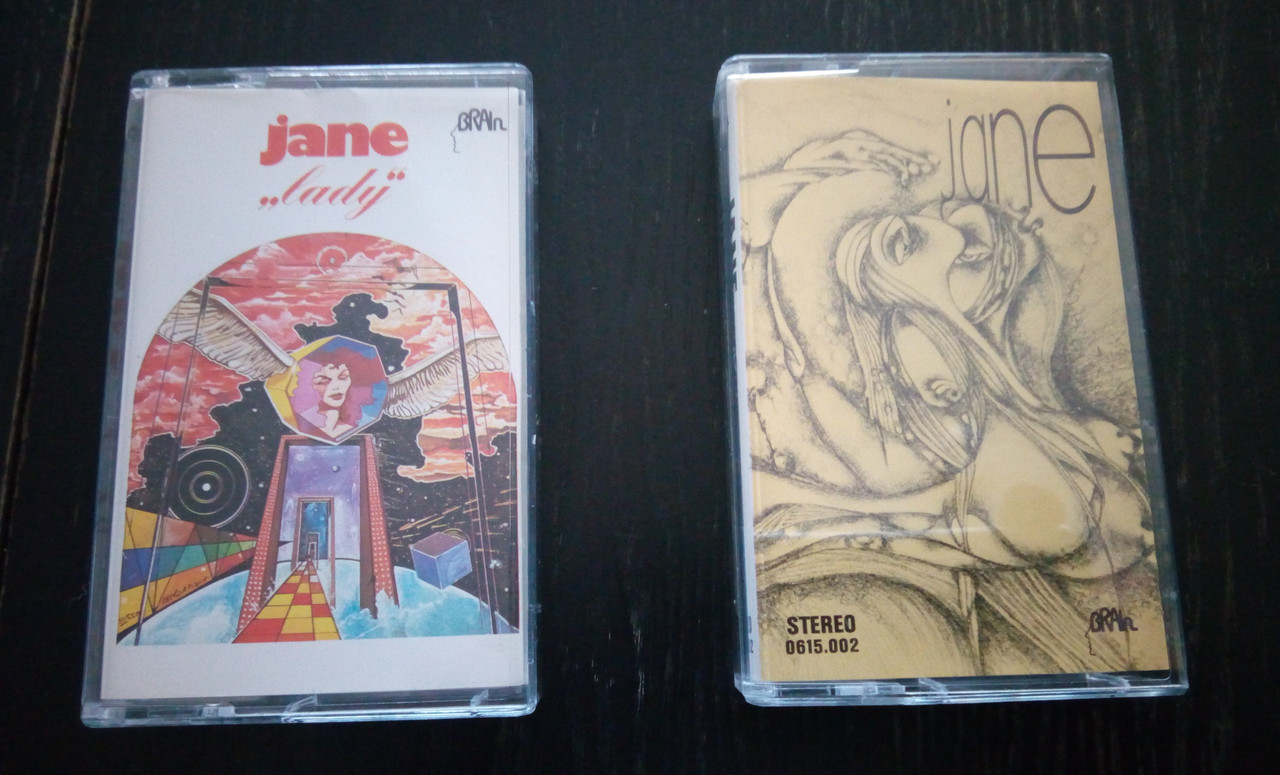 jane
„lady“
BRAIn
jane
STEREO
0615.002
BRAIn